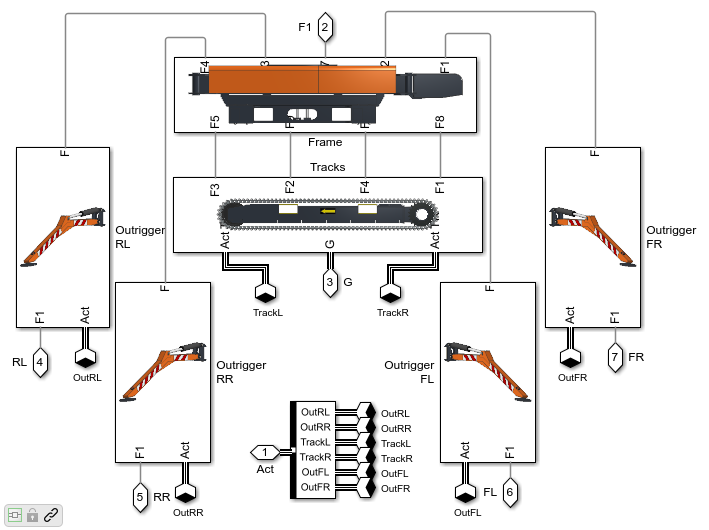 F1 2
F4 3 7 2 F1
F5 F8
Frame
Tracks
F3 F2 F4 F1
Act G Act
3 G
TrackL TrackR
F
Outrigger
RL
F1 Act
RL 4
OutRL
F
Outrigger
FR
Act F1
7 FR
OutFR
F
Outrigger
RR
F1 Act
5 RR
OutRR
F
Outrigger
FL
Act F1
FL 6
OutFL
1
Act
OutRL OutRL
OutRR OutRR
TrackL TrackL
TrackR TrackR
OutFL OutFL
OutFR OutFR